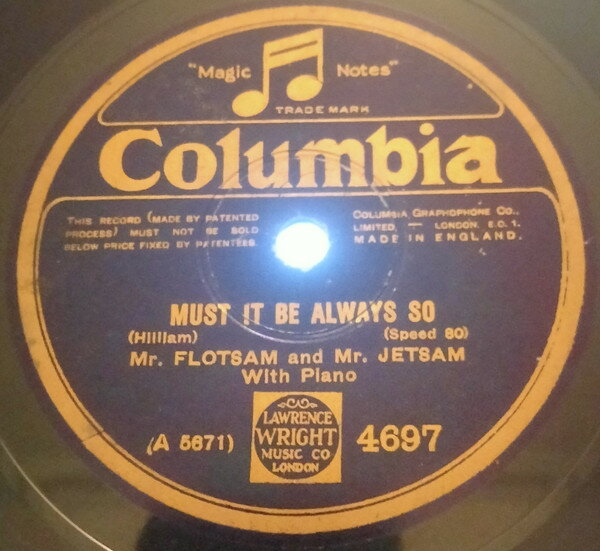 "Magic Notes"
TRADE MARK
Columbia
THIS RECORD (MADE BY PATENTED
PROCESS) MUST NOT BE SOLD
BELOW PRICE FIXED BY PATENTEES.
COLUMBIA GRAPHOPHONE CO.,
LIMITED, — LONDON. E.C. 1.
MADE IN ENGLAND.
MUST IT BE ALWAYS SO
(Hilliam) (Speed 80)
Mr. FLOTSAM and Mr. JETSAM
With Piano
(A 5671)
LAWRENCE
WRIGHT
MUSIC CO
LONDON
4697